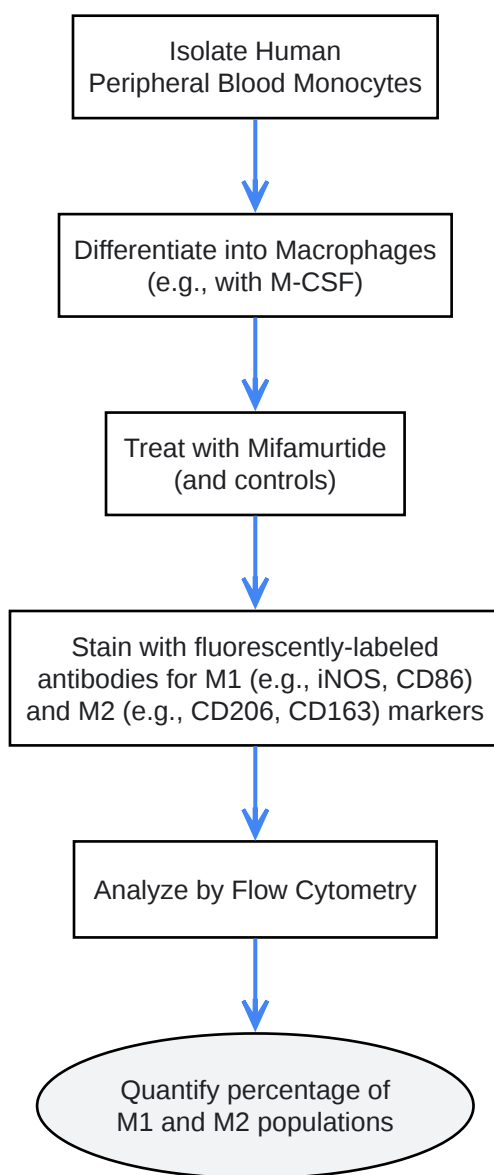 Isolate Human
Peripheral Blood Monocytes
Differentiate into Macrophages
(e.g., with M-CSF)
Treat with Mifamurtide
(and controls)
Stain with fluorescently-labeled
antibodies for M1 (e.g., iNOS, CD86)
and M2 (e.g., CD206, CD163) markers
Analyze by Flow Cytometry
Quantify percentage of
M1 and M2 populations